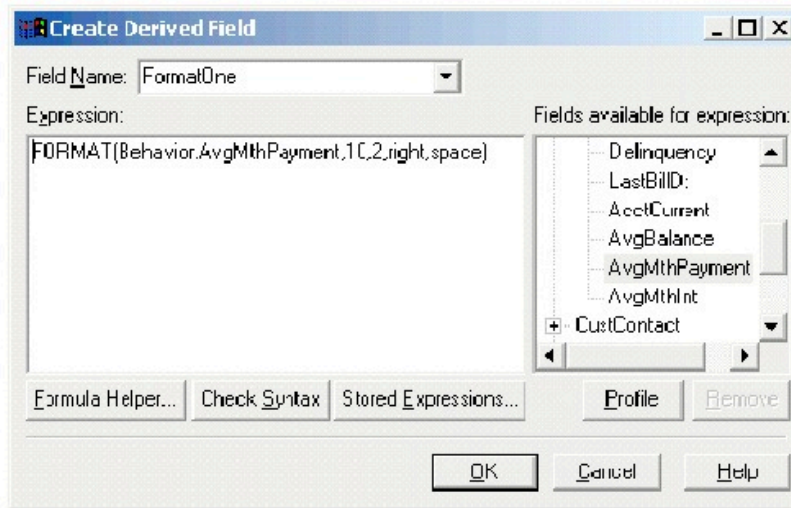 Create Derived Field
Field Name: FormatOne
Expression:
Fields available for expression:
FORMAT(Behavior.AvgMthPayment,10,2,right,space)
Delinquency
LastBillD:
AcctCurrent
AvgBalance
AvgMthPayment
AvgMthInt
CustContact
Formula Helper...
Check Syntax
Stored Expressions...
Profile
Remove
OK
Cancel
Help